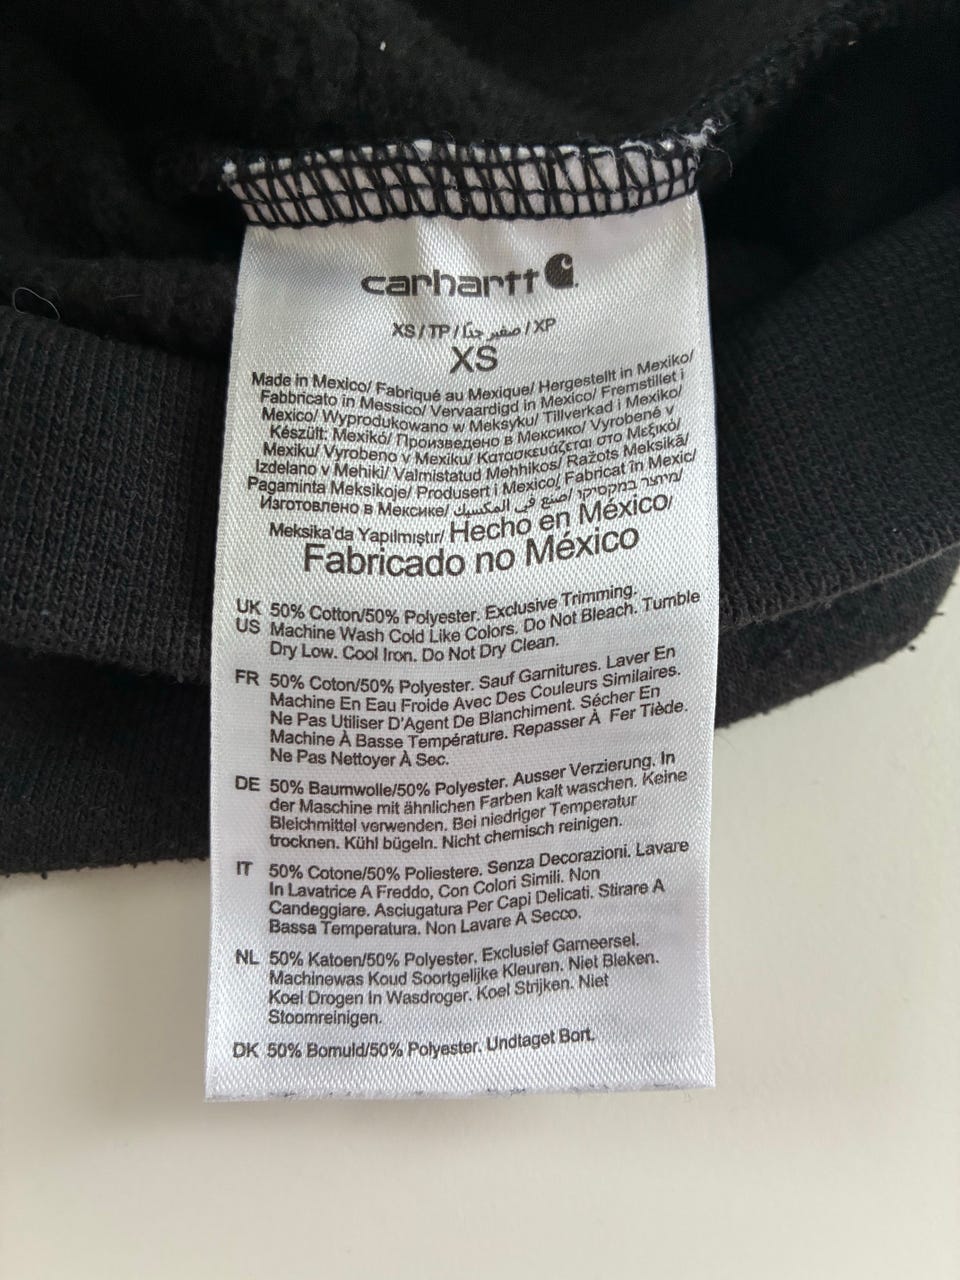 carhartt
XS / TP / صغير جدًا / XP
XS
Made in Mexico/ Fabriqué au Mexique/ Hergestellt in Mexiko/
Fabbricato in Messico/ Vervaardigd in Mexico/ Fremstillet i
Mexico/ Wyprodukowano w Meksyku/ Tillverkad i Mexiko/
Készült: Mexikó/ Произведено в Мексико/ Vyrobené v
Mexiku/ Vyrobeno v Mexiku/ Κατασκευάζεται στο Μεξικό/
Izdelano v Mehiki/ Valmistatud Mehhikos/ Ražots Meksikā/
Pagaminta Meksikoje/ Produsert i Mexico/ Fabricat în Mexic/
Изготовлено в Мексике/ صنع في المكسيك/ מיוצר במקסיקו/
Meksika'da Yapılmıştır/ Hecho en México/
Fabricado no México
UK 50% Cotton/50% Polyester. Exclusive Trimming.
US Machine Wash Cold Like Colors. Do Not Bleach. Tumble
Dry Low. Cool Iron. Do Not Dry Clean.
FR 50% Coton/50% Polyester. Sauf Garnitures. Laver En
Machine En Eau Froide Avec Des Couleurs Similaires.
Ne Pas Utiliser D'Agent De Blanchiment. Sécher En
Machine À Basse Température. Repasser À Fer Tiède.
Ne Pas Nettoyer À Sec.
DE 50% Baumwolle/50% Polyester. Ausser Verzierung. In
der Maschine mit ähnlichen Farben kalt waschen. Keine
Bleichmittel verwenden. Bei niedriger Temperatur
trocknen. Kühl bügeln. Nicht chemisch reinigen.
IT 50% Cotone/50% Poliestere. Senza Decorazioni. Lavare
In Lavatrice A Freddo, Con Colori Simili. Non
Candeggiare. Asciugatura Per Capi Delicati. Stirare A
Bassa Temperatura. Non Lavare A Secco.
NL 50% Katoen/50% Polyester. Exclusief Garneersel.
Machinewas Koud Soortgelijke Kleuren. Niet Bleken.
Koel Drogen In Wasdroger. Koel Strijken. Niet
Stoomreinigen.
DK 50% Bomuld/50% Polyester. Undtaget Bort.